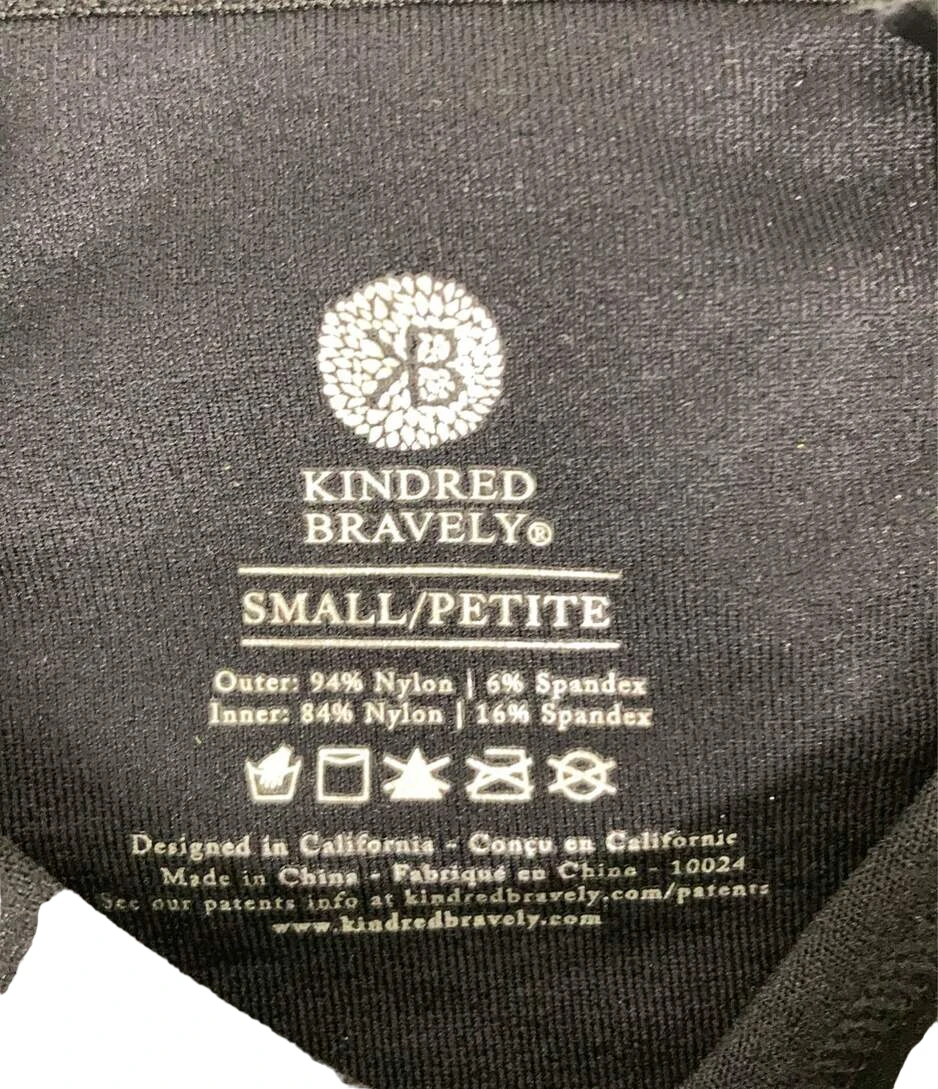 KB
KINDRED
BRAVELY®
SMALL/PETITE
Outer: 94% Nylon | 6% Spandex
Inner: 84% Nylon | 16% Spandex
Designed in California - Conçu en Californie
Made in China - Fabriqué en Chine - 10024
See our patents info at kindredbravely.com/patents
www.kindredbravely.com